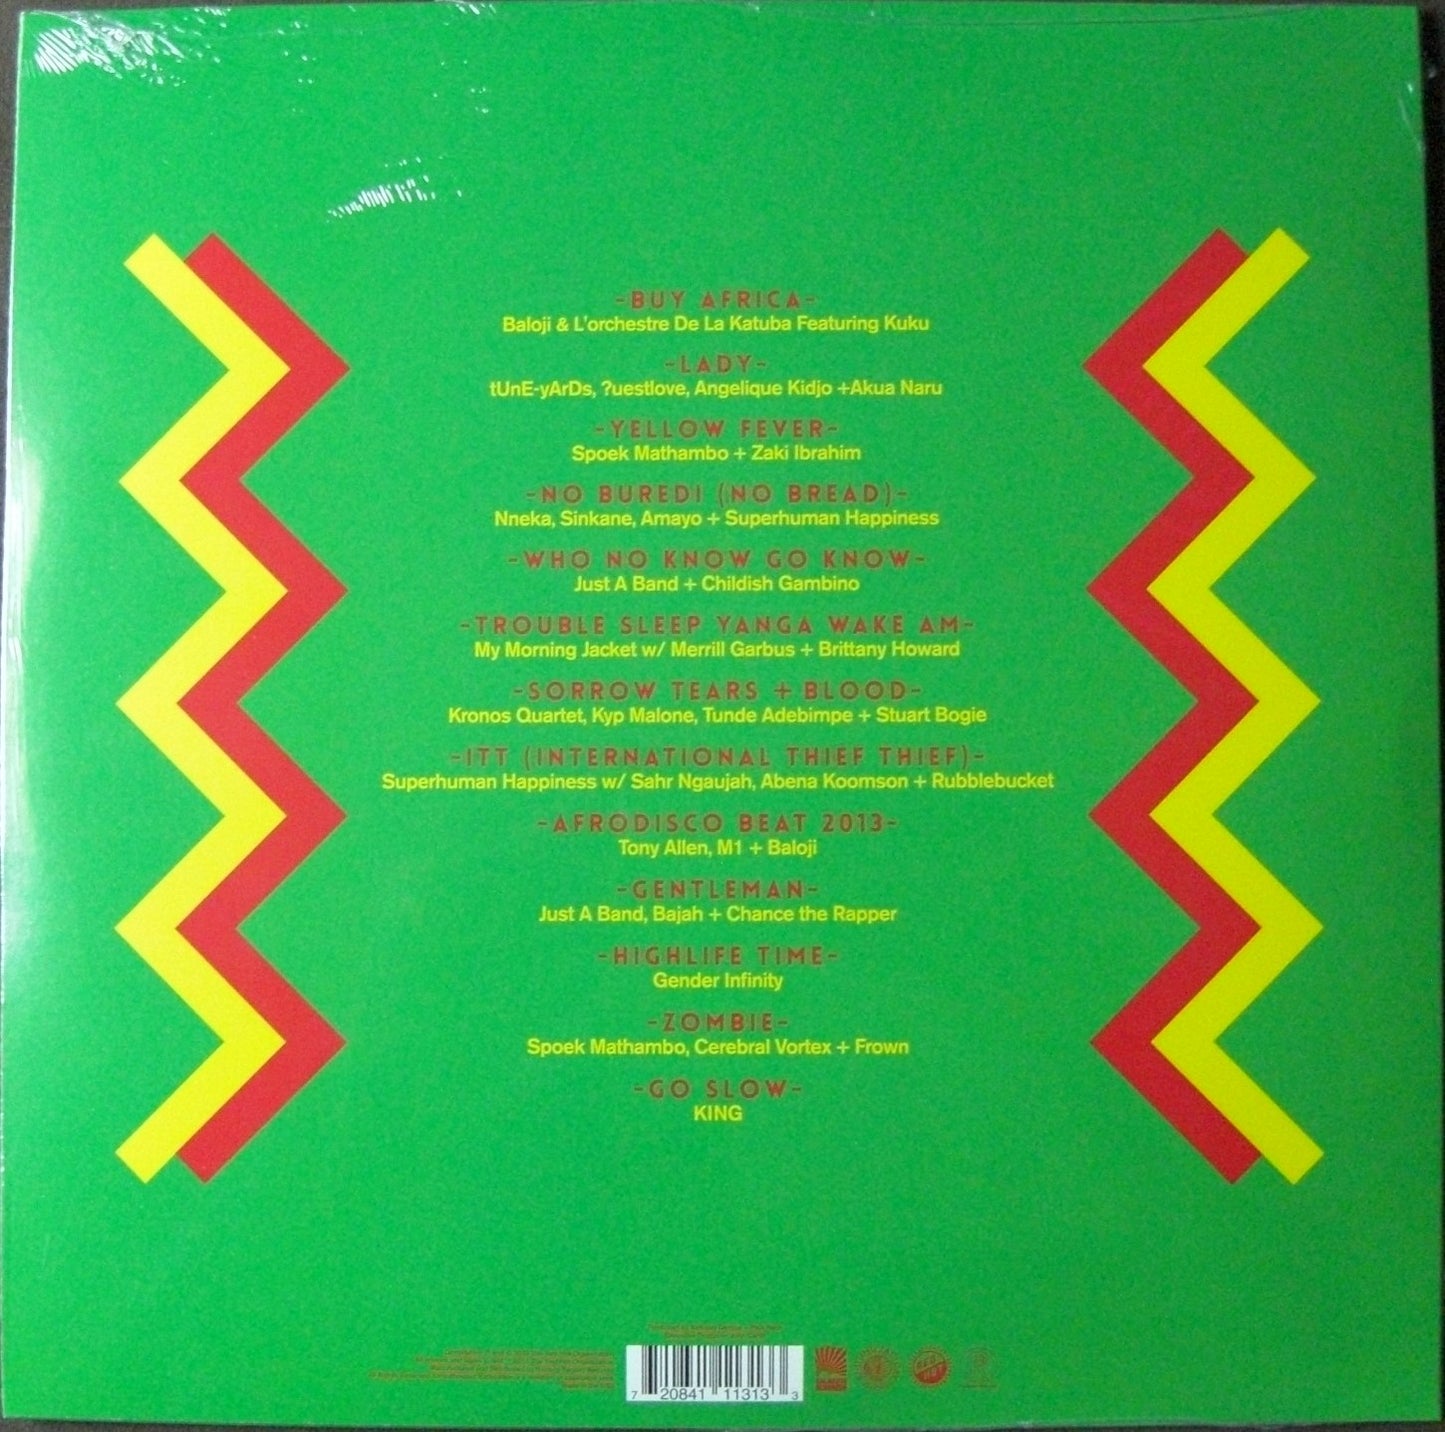 -BUY AFRICA-
Baloji & L'orchestre De La Katuba Featuring Kuku
-LADY-
tUnE-yArDs, ?uestlove, Angelique Kidjo +Akua Naru
-YELLOW FEVER-
Spoek Mathambo + Zaki Ibrahim
-NO BUREDI (NO BREAD)-
Nneka, Sinkane, Amayo + Superhuman Happiness
-WHO NO KNOW GO KNOW-
Just A Band + Childish Gambino
-TROUBLE SLEEP YANGA WAKE AM-
My Morning Jacket w/ Merrill Garbus + Brittany Howard
-SORROW TEARS + BLOOD-
Kronos Quartet, Kyp Malone, Tunde Adebimpe + Stuart Bogie
-ITT (INTERNATIONAL THIEF THIEF)-
Superhuman Happiness w/ Sahr Ngaujah, Abena Koomson + Rubblebucket
-AFRODISCO BEAT 2013-
Tony Allen, M1 + Baloji
-GENTLEMAN-
Just A Band, Bajah + Chance the Rapper
-HIGHLIFE TIME-
Gender Infinity
-ZOMBIE-
Spoek Mathambo, Cerebral Vortex + Frown
-GO SLOW-
KING
7 20841 11313 3
RED HOT